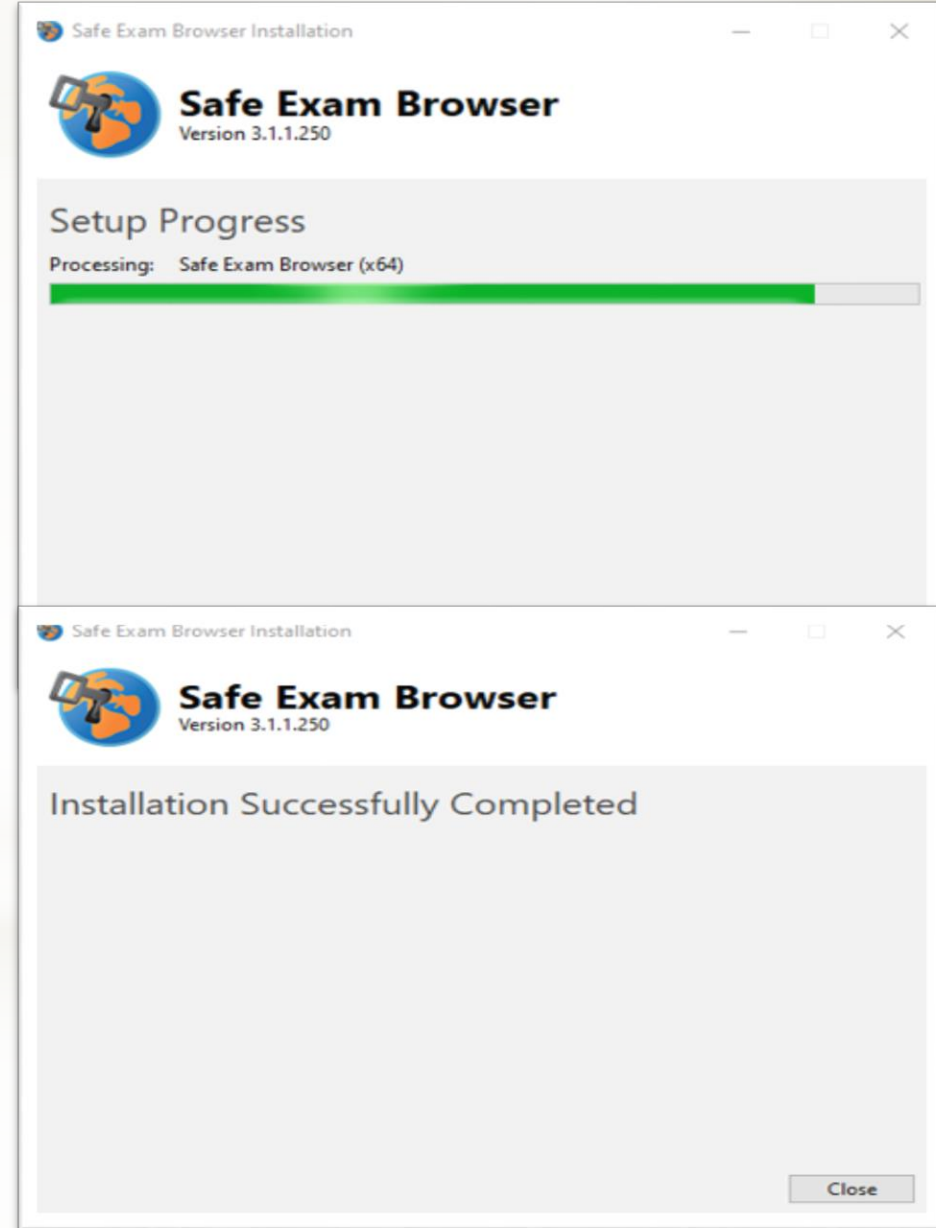 Safe Exam Browser Installation
Safe Exam Browser
Version 3.1.1.250
Setup Progress
Processing: Safe Exam Browser (x64)
Safe Exam Browser Installation
Safe Exam Browser
Version 3.1.1.250
Installation Successfully Completed
Close